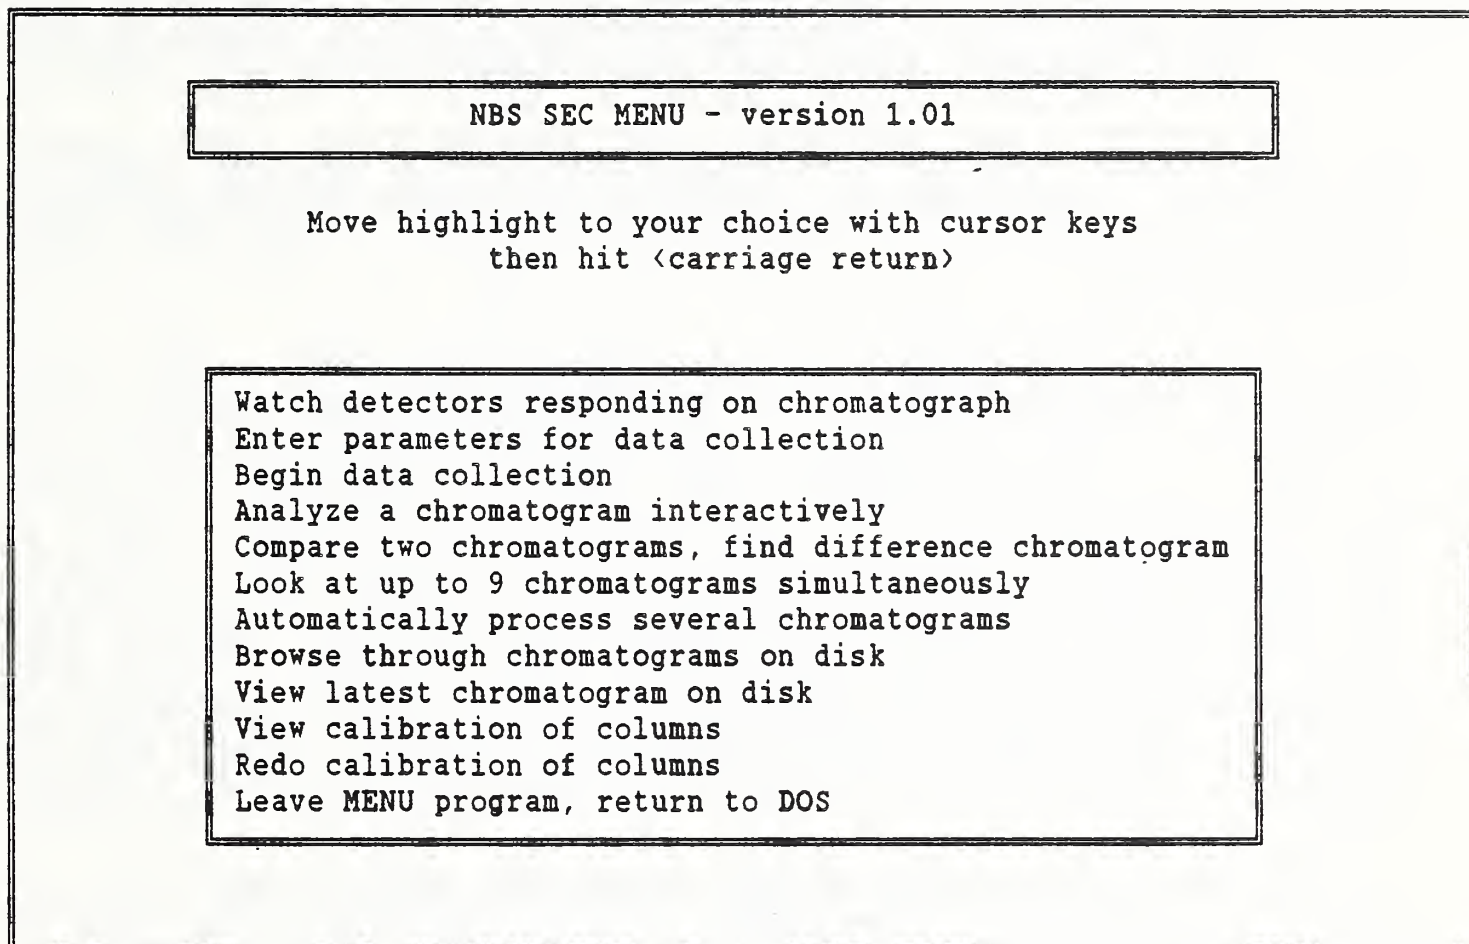 NBS SEC MENU - version 1.01
Move highlight to your choice with cursor keys
then hit <carriage return>
Watch detectors responding on chromatograph
Enter parameters for data collection
Begin data collection
Analyze a chromatogram interactively
Compare two chromatograms, find difference chromatogram
Look at up to 9 chromatograms simultaneously
Automatically process several chromatograms
Browse through chromatograms on disk
View latest chromatogram on disk
View calibration of columns
Redo calibration of columns
Leave MENU program, return to DOS